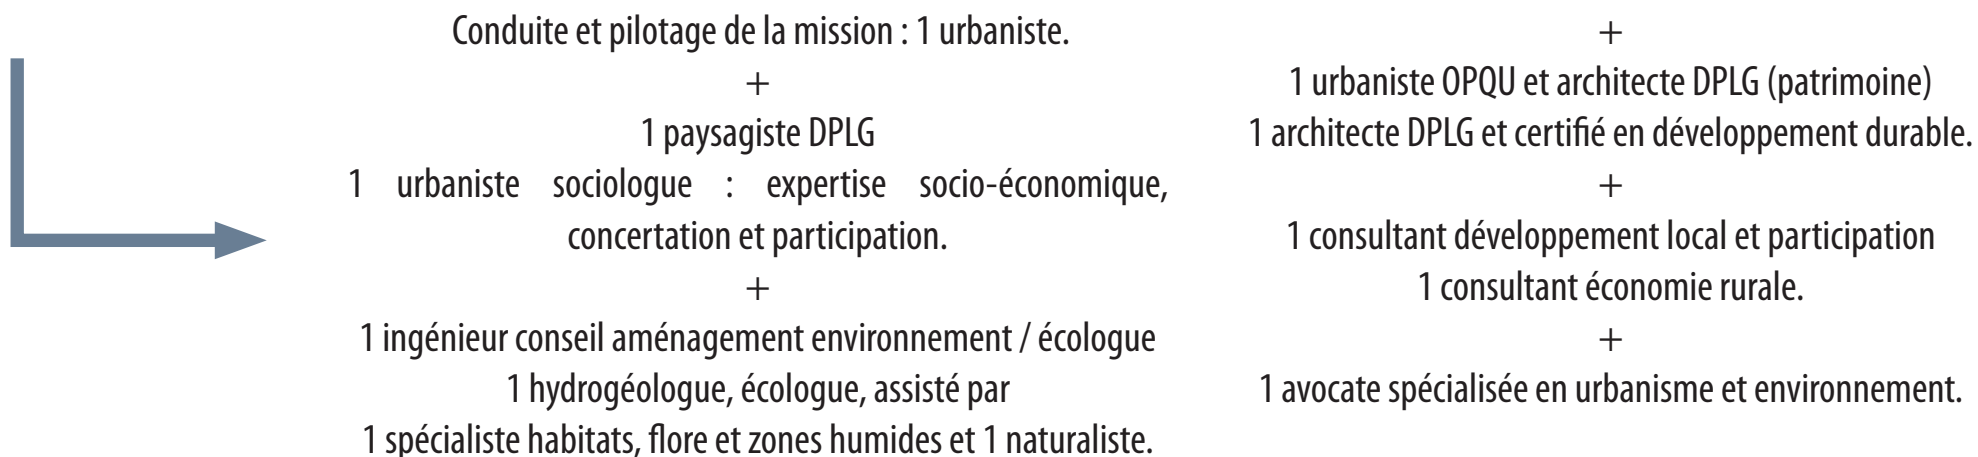 Conduite et pilotage de la mission : 1 urbaniste.
+
1 paysagiste DPLG
1 urbaniste sociologue : expertise socio-économique,
concertation et participation.
+
1 ingénieur conseil aménagement environnement / écologue
1 hydrogéologue, écologue, assisté par
1 spécialiste habitats, flore et zones humides et 1 naturaliste.
+
1 urbaniste OPQU et architecte DPLG (patrimoine)
1 architecte DPLG et certifié en développement durable.
+
1 consultant développement local et participation
1 consultant économie rurale.
+
1 avocate spécialisée en urbanisme et environnement.